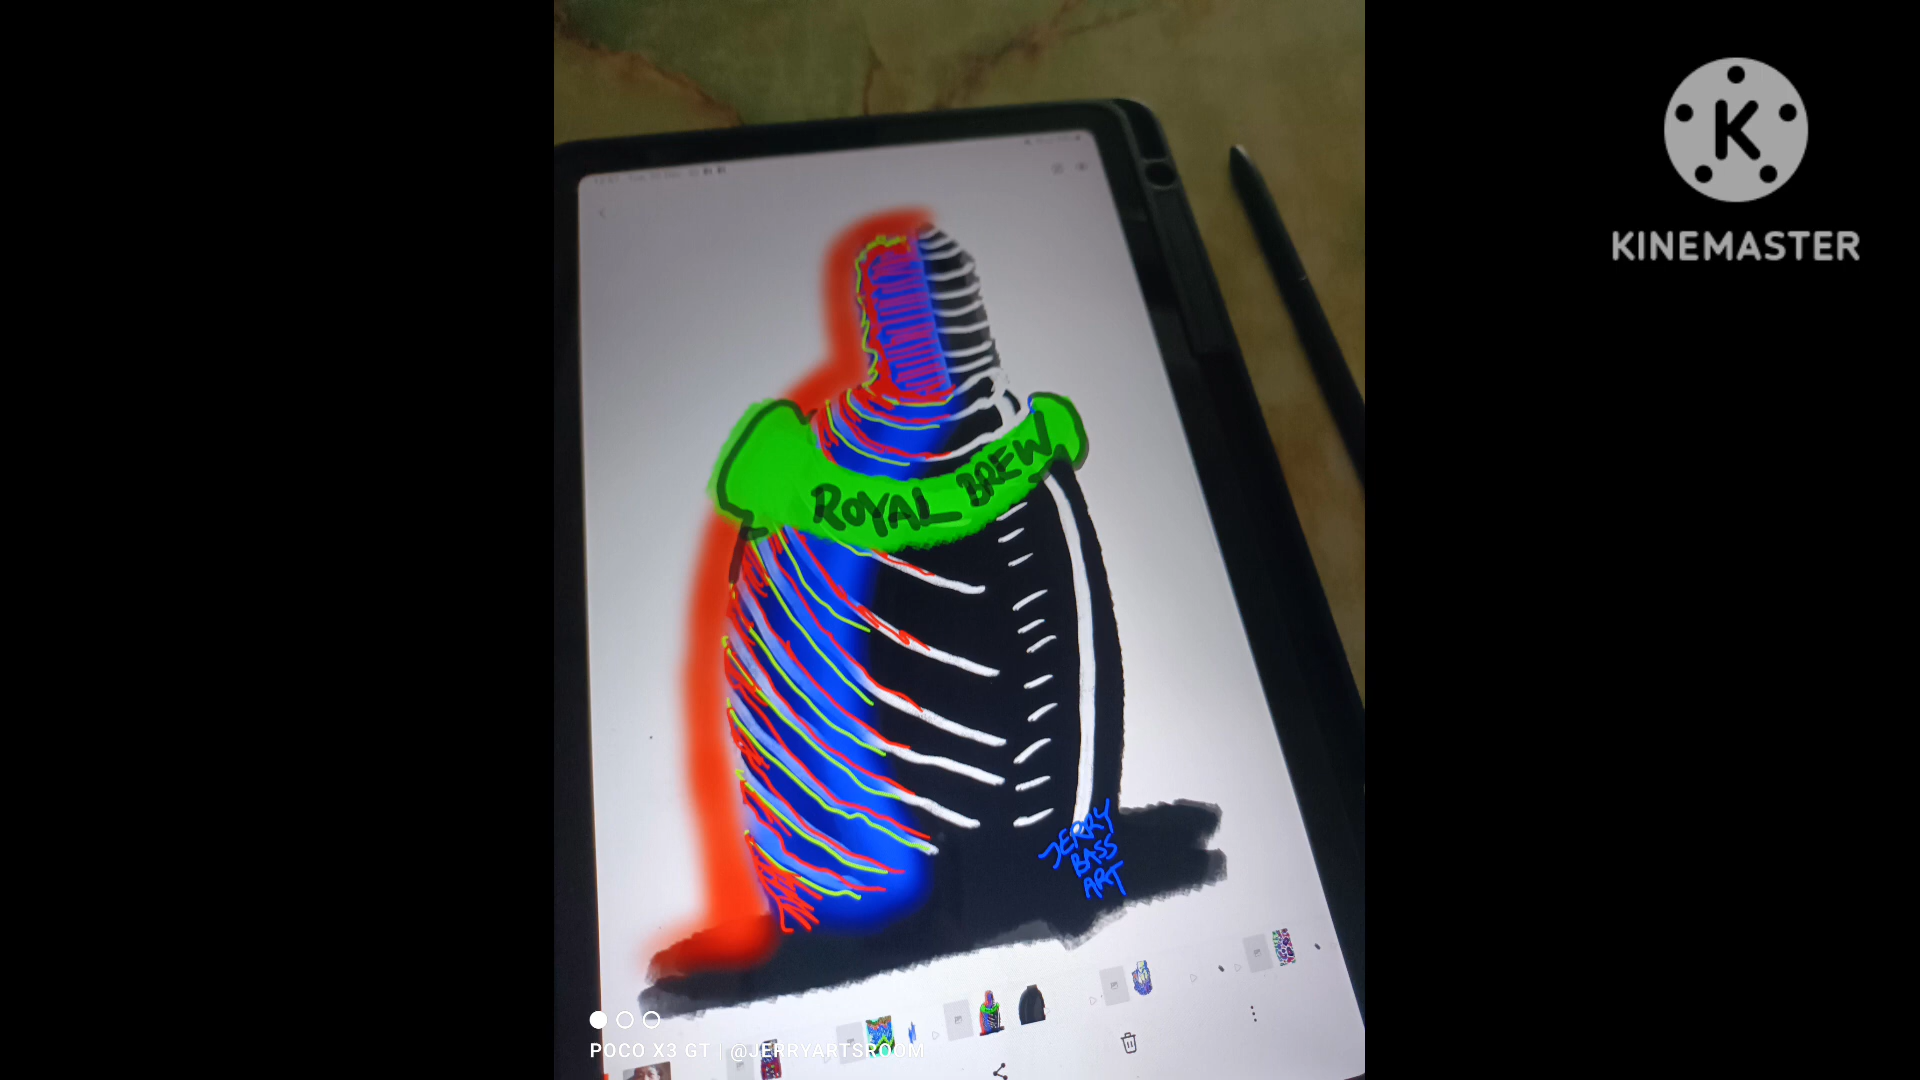 K
KINEMASTER
ROYAL BREW
JERRY
BASS
ART
POCO X3 GT | @JERRYARTSROOM